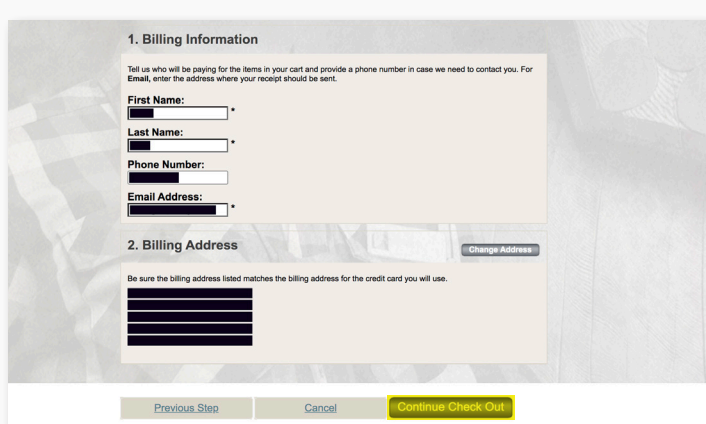 1. Billing Information
Tell us who will be paying for the items in your cart and provide a phone number in case we need to contact you. For
Email, enter the address where your receipt should be sent.
First Name:
*
Last Name:
*
Phone Number:
Email Address:
*
2. Billing Address
Change Address
Be sure the billing address listed matches the billing address for the credit card you will use.
Previous Step
Cancel
Continue Check Out